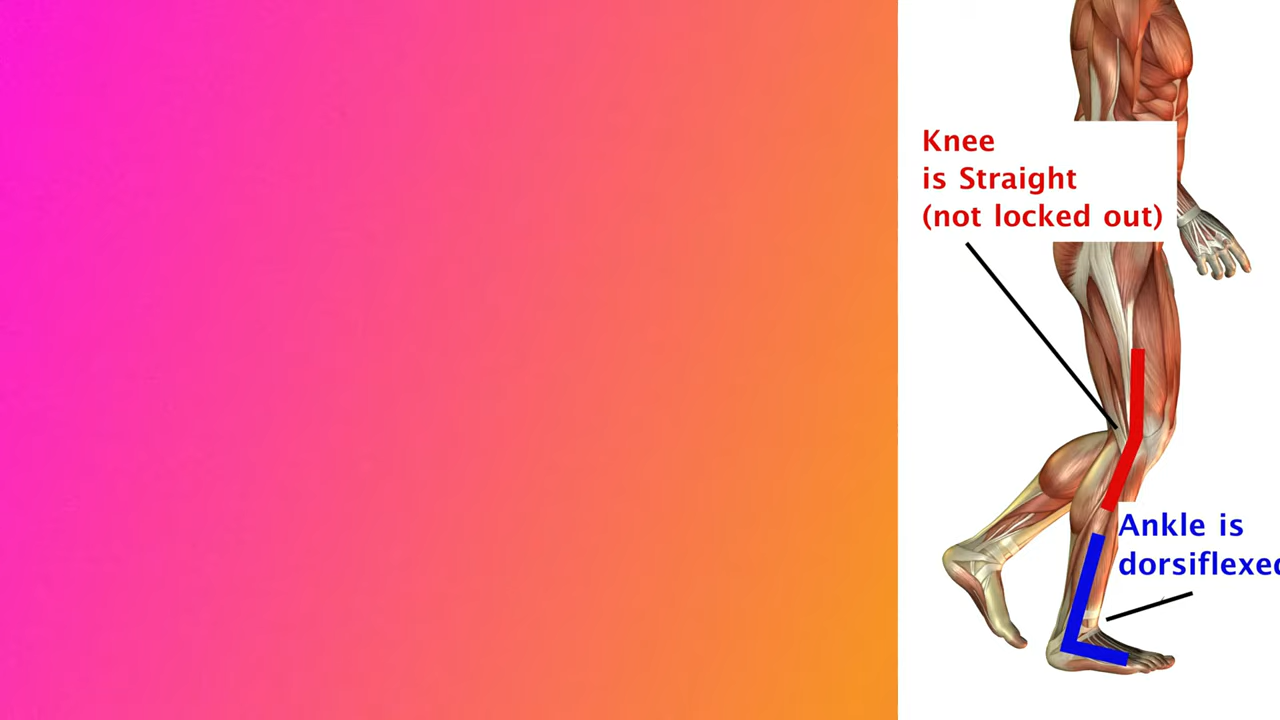 Knee
is Straight
(not locked out)
Ankle is
dorsiflexed